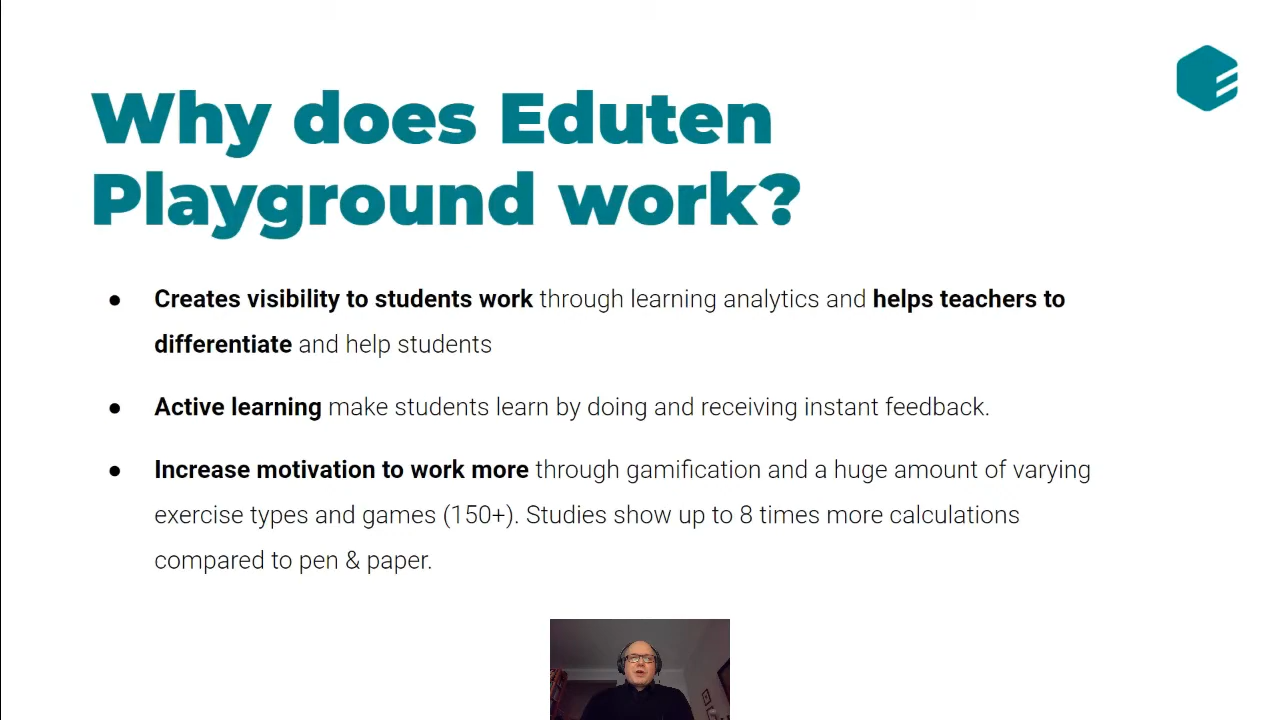 Why does Eduten
Playground work?
● Creates visibility to students work through learning analytics and helps teachers to
differentiate and help students
● Active learning make students learn by doing and receiving instant feedback.
● Increase motivation to work more through gamification and a huge amount of varying
exercise types and games (150+). Studies show up to 8 times more calculations
compared to pen & paper.